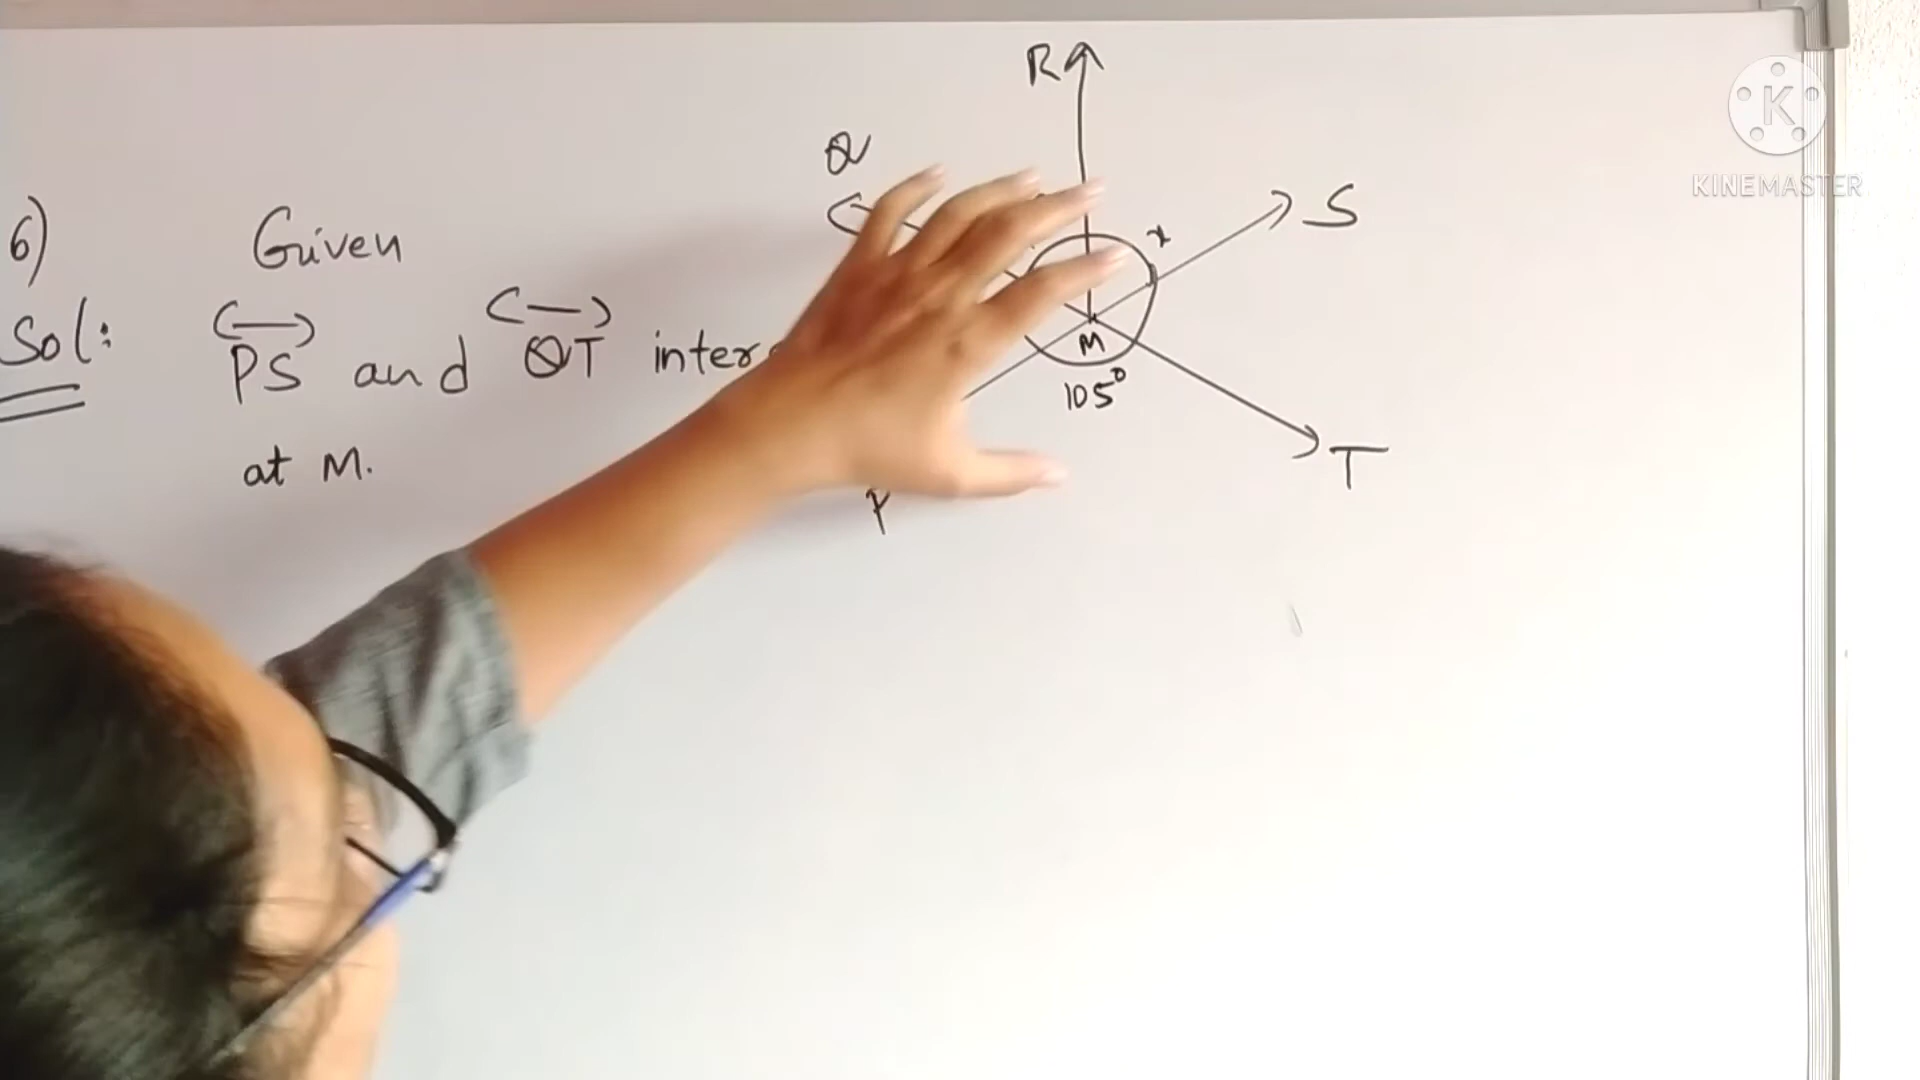 6) Given
Sol: PS and QT inter
at M.
R
Q
x
S
M
105°
T
P
KINEMASTER